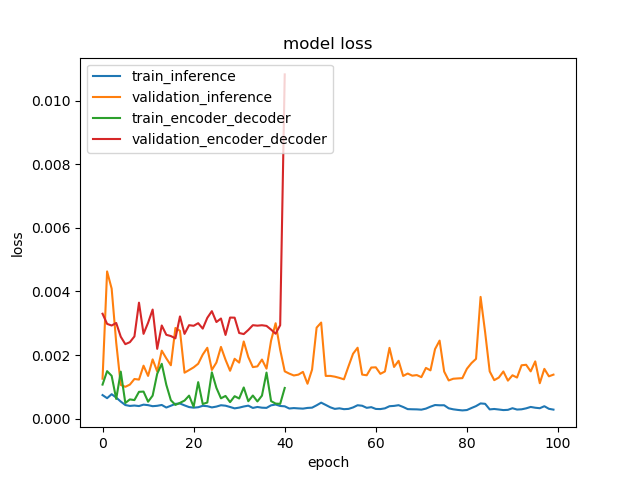 model loss
train_inference
validation_inference
train_encoder_decoder
validation_encoder_decoder
0.010
0.008
0.006
0.004
0.002
0.000
loss
0 20 40 60 80 100
epoch